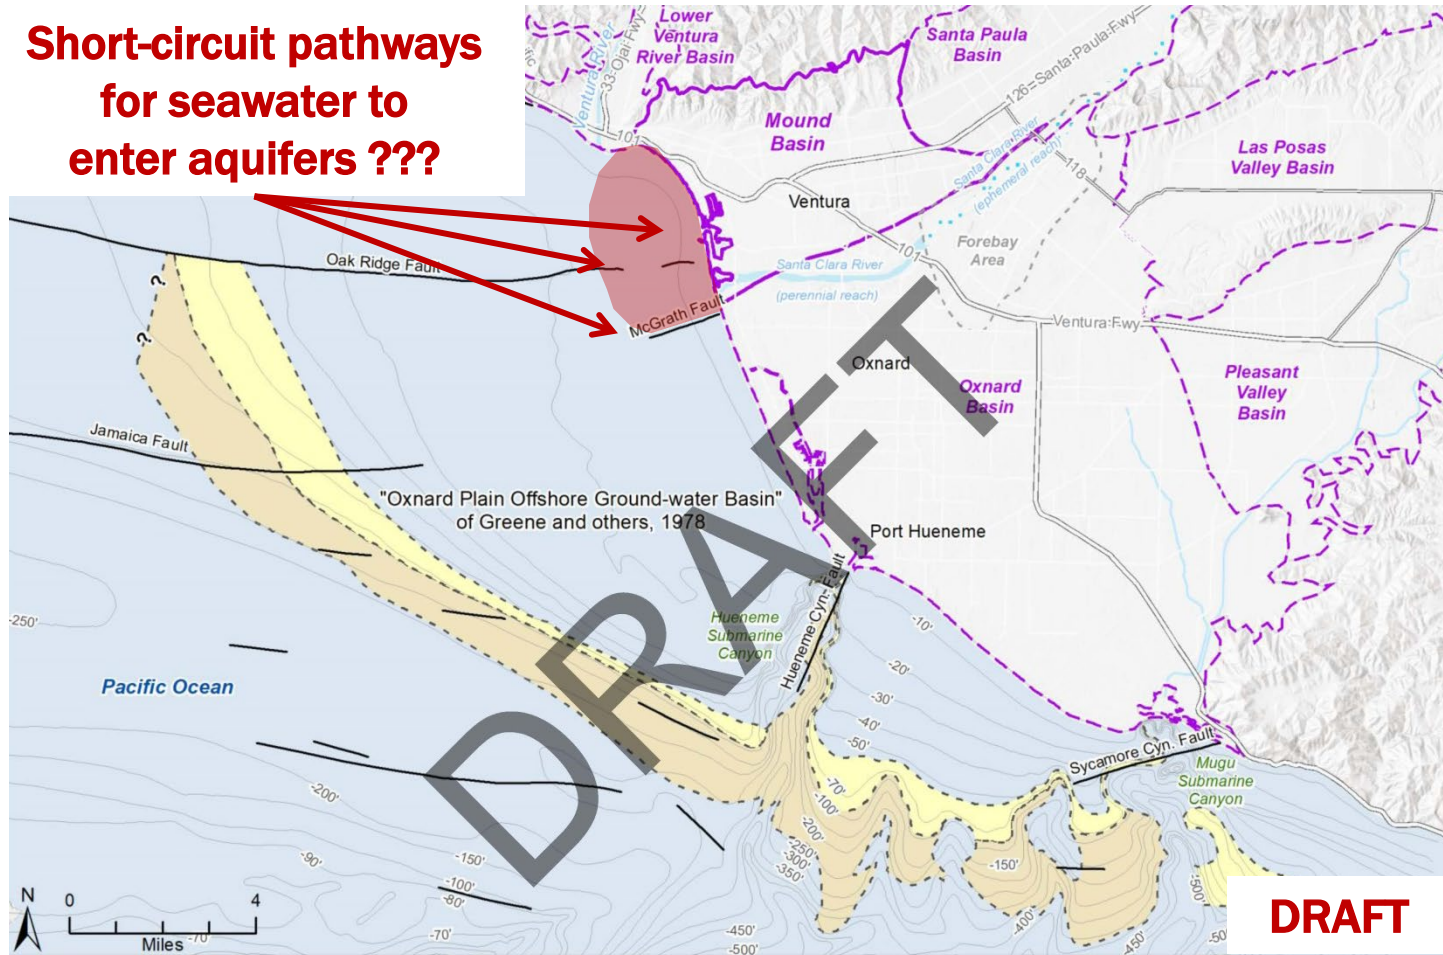 Short-circuit pathways
for seawater to
enter aquifers ???
Lower
Ventura
River Basin
Santa Paula
Basin
Ventura River
33-Ojai-Fwy
126-Santa-Paula-Fwy
101
Mound
Basin
Las Posas
Valley Basin
Santa Clara River
(ephemeral reach)
118
Ventura
101
Forebay
Area
Oak Ridge Fault
Santa Clara River
(perennial reach)
McGrath Fault
Ventura Fwy
?
?
Oxnard
Oxnard
Basin
Pleasant
Valley
Basin
Jamaica Fault
"Oxnard Plain Offshore Ground-water Basin"
of Greene and others, 1978
Port Hueneme
DRAFT
Hueneme Cyn. Fault
Hueneme
Submarine
Canyon
-250'
-10'
-20'
-30'
-40'
-50'
Pacific Ocean
Sycamore Cyn. Fault
Mugu
Submarine
Canyon
-70'
-100'
-200'
-250'
-300'
-350'
-200'
-90'
-150'
-100'
-80'
-150'
-500'
-400'
-450'
-70'
-70'
-450'
-500'
N
0
4
Miles
DRAFT